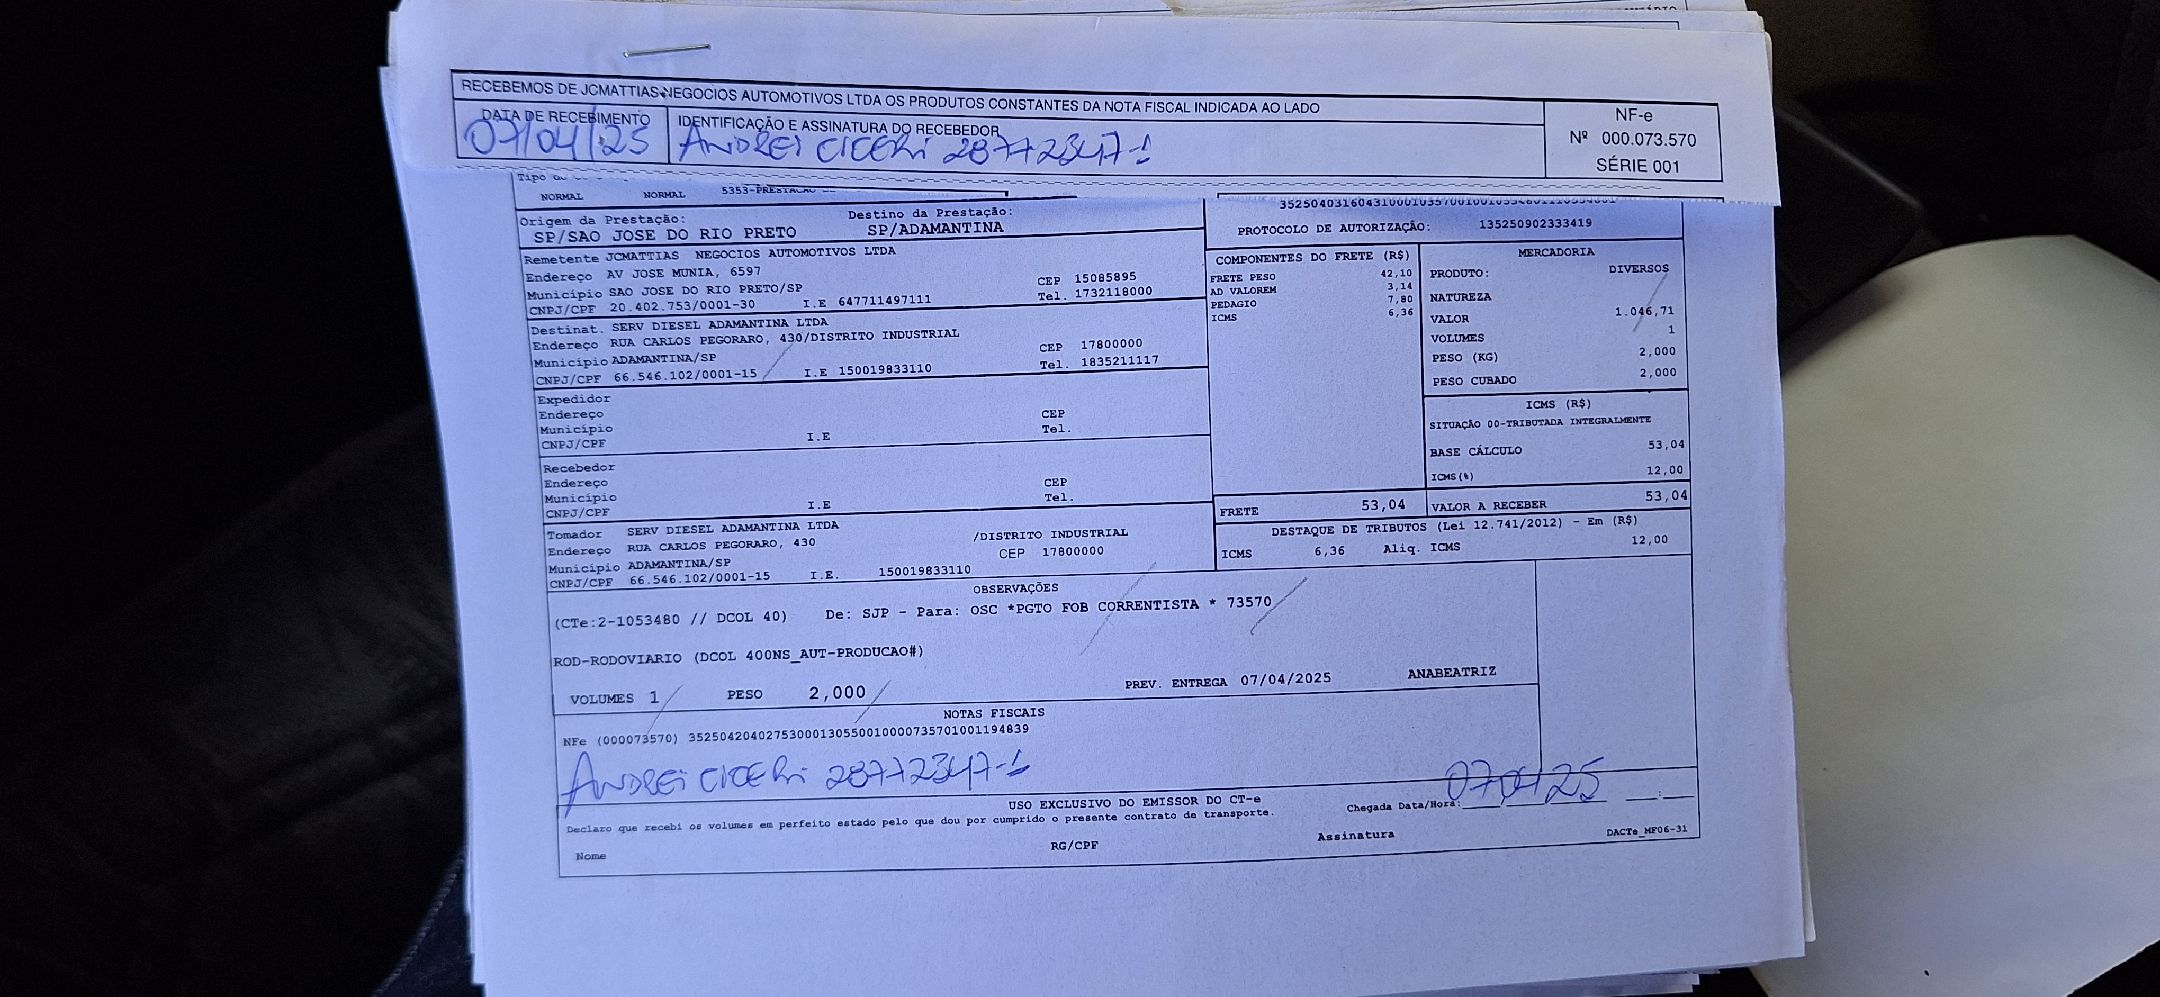 RECEBEMOS DE JCMATTIAS NEGOCIOS AUTOMOTIVOS LTDA OS PRODUTOS CONSTANTES DA NOTA FISCAL INDICADA AO LADO
DATA DE RECEBIMENTO IDENTIFICAÇÃO E ASSINATURA DO RECEBEDOR
07/04/25 ANDREI CICERI 28772347-1
NF-e
Nº 000.073.570
SÉRIE 001
Tipo
NORMAL NORMAL 5353-PRESTACAO
Origem da Prestação: Destino da Prestação:
SP/SAO JOSE DO RIO PRETO SP/ADAMANTINA
PROTOCOLO DE AUTORIZAÇÃO: 135250902333419
Remetente JCMATTIAS NEGOCIOS AUTOMOTIVOS LTDA
Endereço AV JOSE MUNIA, 6597 CEP 15085895
Município SAO JOSE DO RIO PRETO/SP Tel. 1732118000
CNPJ/CPF 20.402.753/0001-30 I.E 647711497111
Destinat. SERV DIESEL ADAMANTINA LTDA
Endereço RUA CARLOS PEGORARO, 430/DISTRITO INDUSTRIAL CEP 17800000
Município ADAMANTINA/SP Tel. 1835211117
CNPJ/CPF 66.546.102/0001-15 I.E 150019833110
Expedidor
Endereço CEP
Município Tel.
CNPJ/CPF I.E
Recebedor
Endereço CEP
Município Tel.
CNPJ/CPF I.E
Tomador SERV DIESEL ADAMANTINA LTDA
Endereço RUA CARLOS PEGORARO, 430 /DISTRITO INDUSTRIAL
Município ADAMANTINA/SP CEP 17800000
CNPJ/CPF 66.546.102/0001-15 I.E. 150019833110
COMPONENTES DO FRETE (R$)
FRETE PESO 42,10
AD VALOREM 3,14
PEDAGIO 7,80
ICMS 6,36
FRETE 53,04
MERCADORIA
PRODUTO: DIVERSOS
NATUREZA
VALOR 1.046,71
VOLUMES 1
PESO (KG) 2,000
PESO CUBADO 2,000
ICMS (R$)
SITUAÇÃO 00-TRIBUTADA INTEGRALMENTE
BASE CÁLCULO 53,04
ICMS(%) 12,00
VALOR A RECEBER 53,04
DESTAQUE DE TRIBUTOS (Lei 12.741/2012) - Em (R$)
ICMS 6,36 Aliq. ICMS 12,00
OBSERVAÇÕES
(CTe:2-1053480 // DCOL 40) De: SJP - Para: OSC *PGTO FOB CORRENTISTA * 73570
ROD-RODOVIARIO (DCOL 400NS_AUT-PRODUCAO#)
VOLUMES 1 PESO 2,000 PREV. ENTREGA 07/04/2025 ANABEATRIZ
NOTAS FISCAIS
NFe (000073570) 35250420402753000130550010000735701001194839
ANDREI CICERI 28772347-1 07/04/25
USO EXCLUSIVO DO EMISSOR DO CT-e Chegada Data/Hora:
Declaro que recebi os volumes em perfeito estado pelo que dou por cumprido o presente contrato de transporte.
Nome RG/CPF Assinatura DACTe_MF06-31